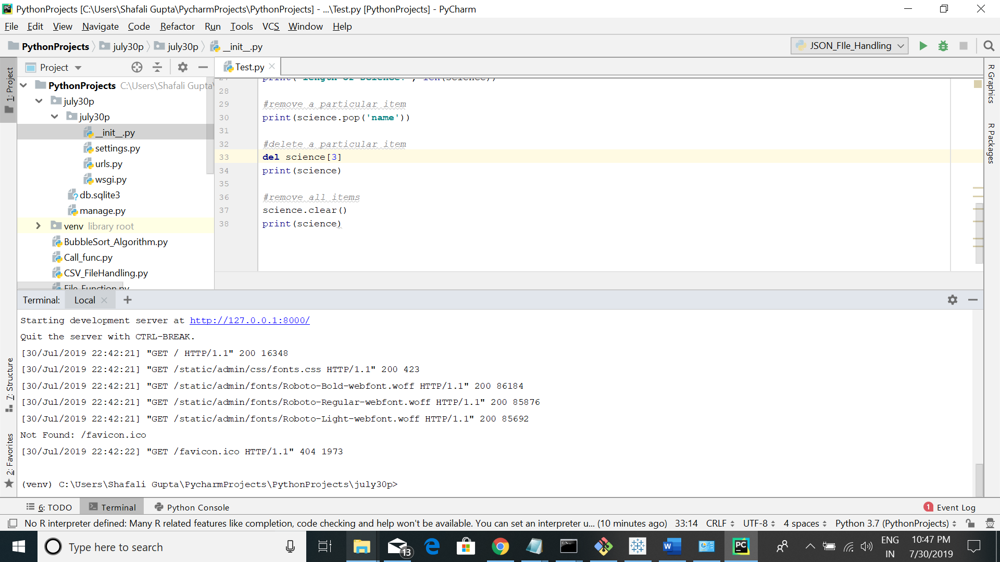 PythonProjects [C:\Users\Shafali Gupta\PycharmProjects\PythonProjects] - ...\Test.py [PythonProjects] - PyCharm
File Edit View Navigate Code Refactor Run Tools VCS Window Help
PythonProjects july30p july30p __init__.py JSON_FIle_Handling
Project
Test.py
1: Project
PythonProjects C:\Users\Shafali Gupta\
july30p
july30p
__init__.py
settings.py
urls.py
wsgi.py
db.sqlite3
manage.py
venv library root
BubbleSort_Algorithm.py
Call_func.py
CSV_FileHandling.py
File_Function.py
27 print("length of Science:", len(science))
28
29 #remove a particular item
30 print(science.pop('name'))
31
32 #delete a particular item
33 del science[3]
34 print(science)
35
36 #remove all items
37 science.clear()
38 print(science)
R Graphics
R Packages
Terminal: Local
Starting development server at http://127.0.0.1:8000/
Quit the server with CTRL-BREAK.
[30/Jul/2019 22:42:21] "GET / HTTP/1.1" 200 16348
[30/Jul/2019 22:42:21] "GET /static/admin/css/fonts.css HTTP/1.1" 200 423
[30/Jul/2019 22:42:21] "GET /static/admin/fonts/Roboto-Bold-webfont.woff HTTP/1.1" 200 86184
[30/Jul/2019 22:42:21] "GET /static/admin/fonts/Roboto-Regular-webfont.woff HTTP/1.1" 200 85876
[30/Jul/2019 22:42:21] "GET /static/admin/fonts/Roboto-Light-webfont.woff HTTP/1.1" 200 85692
Not Found: /favicon.ico
[30/Jul/2019 22:42:22] "GET /favicon.ico HTTP/1.1" 404 1973
(venv) C:\Users\Shafali Gupta\PycharmProjects\PythonProjects\july30p>
7: Structure
2: Favorites
6: TODO Terminal Python Console 1 Event Log
No R interpreter defined: Many R related features like completion, code checking and help won't be available. You can set an interpreter u... (10 minutes ago) 33:14 CRLF UTF-8 4 spaces Python 3.7 (PythonProjects)
Type here to search
13
PC
ENG
IN
10:47 PM
7/30/2019